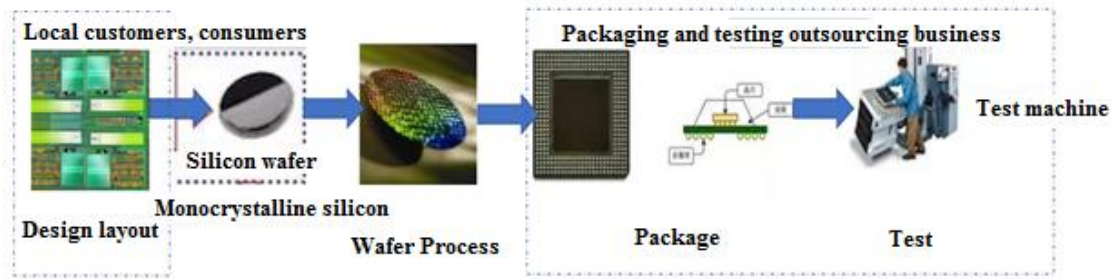 Local customers, consumers
Packaging and testing outsourcing business
Test machine
Silicon wafer
Monocrystalline silicon
Design layout
Wafer Process
Package
Test